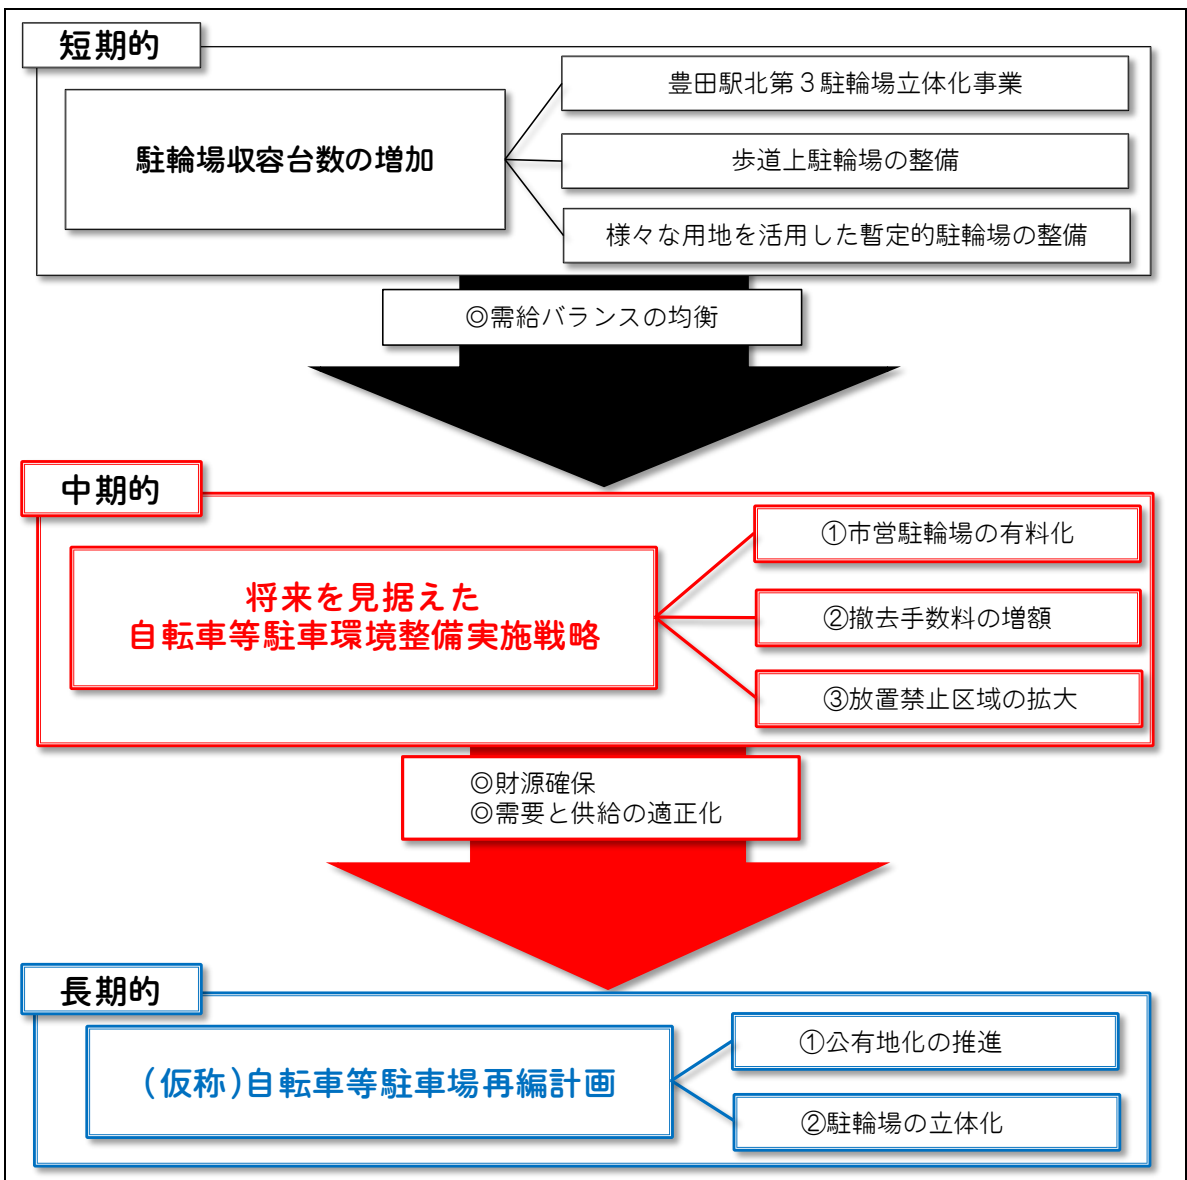 短期的
駐輪場収容台数の増加
豊田駅北第３駐輪場立体化事業
歩道上駐輪場の整備
様々な用地を活用した暫定的駐輪場の整備
◎需給バランスの均衡
中期的
将来を見据えた
自転車等駐車環境整備実施戦略
①市営駐輪場の有料化
②撤去手数料の増額
③放置禁止区域の拡大
◎財源確保
◎需要と供給の適正化
長期的
(仮称)自転車等駐車場再編計画
①公有地化の推進
②駐輪場の立体化